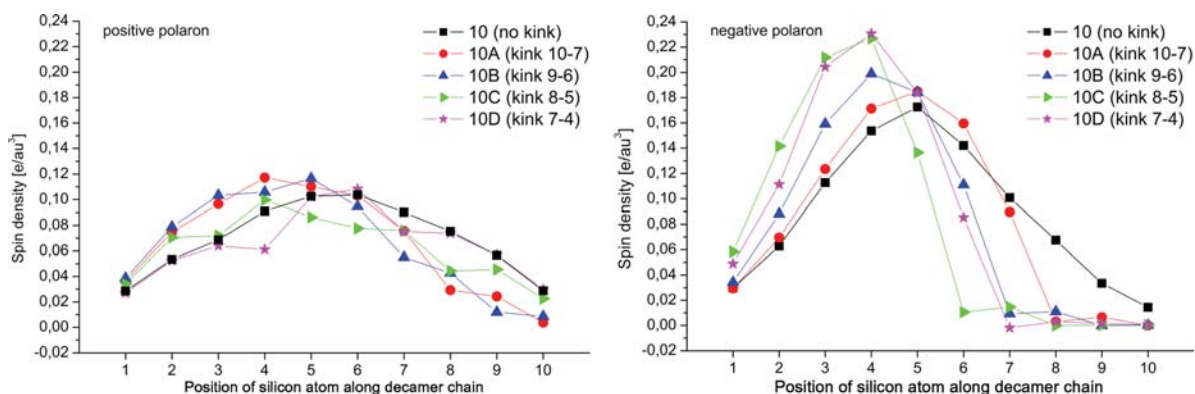 0,24
0,22
0,20
0,18
0,16
0,14
0,12
0,10
0,08
0,06
0,04
0,02
0,00
-0,02
Spin density [e/au³]
positive polaron
10 (no kink)
10A (kink 10-7)
10B (kink 9-6)
10C (kink 8-5)
10D (kink 7-4)
1 2 3 4 5 6 7 8 9 10
Position of silicon atom along decamer chain
0,24
0,22
0,20
0,18
0,16
0,14
0,12
0,10
0,08
0,06
0,04
0,02
0,00
-0,02
Spin density [e/au³]
negative polaron
10 (no kink)
10A (kink 10-7)
10B (kink 9-6)
10C (kink 8-5)
10D (kink 7-4)
1 2 3 4 5 6 7 8 9 10
Position of silicon atom along decamer chain